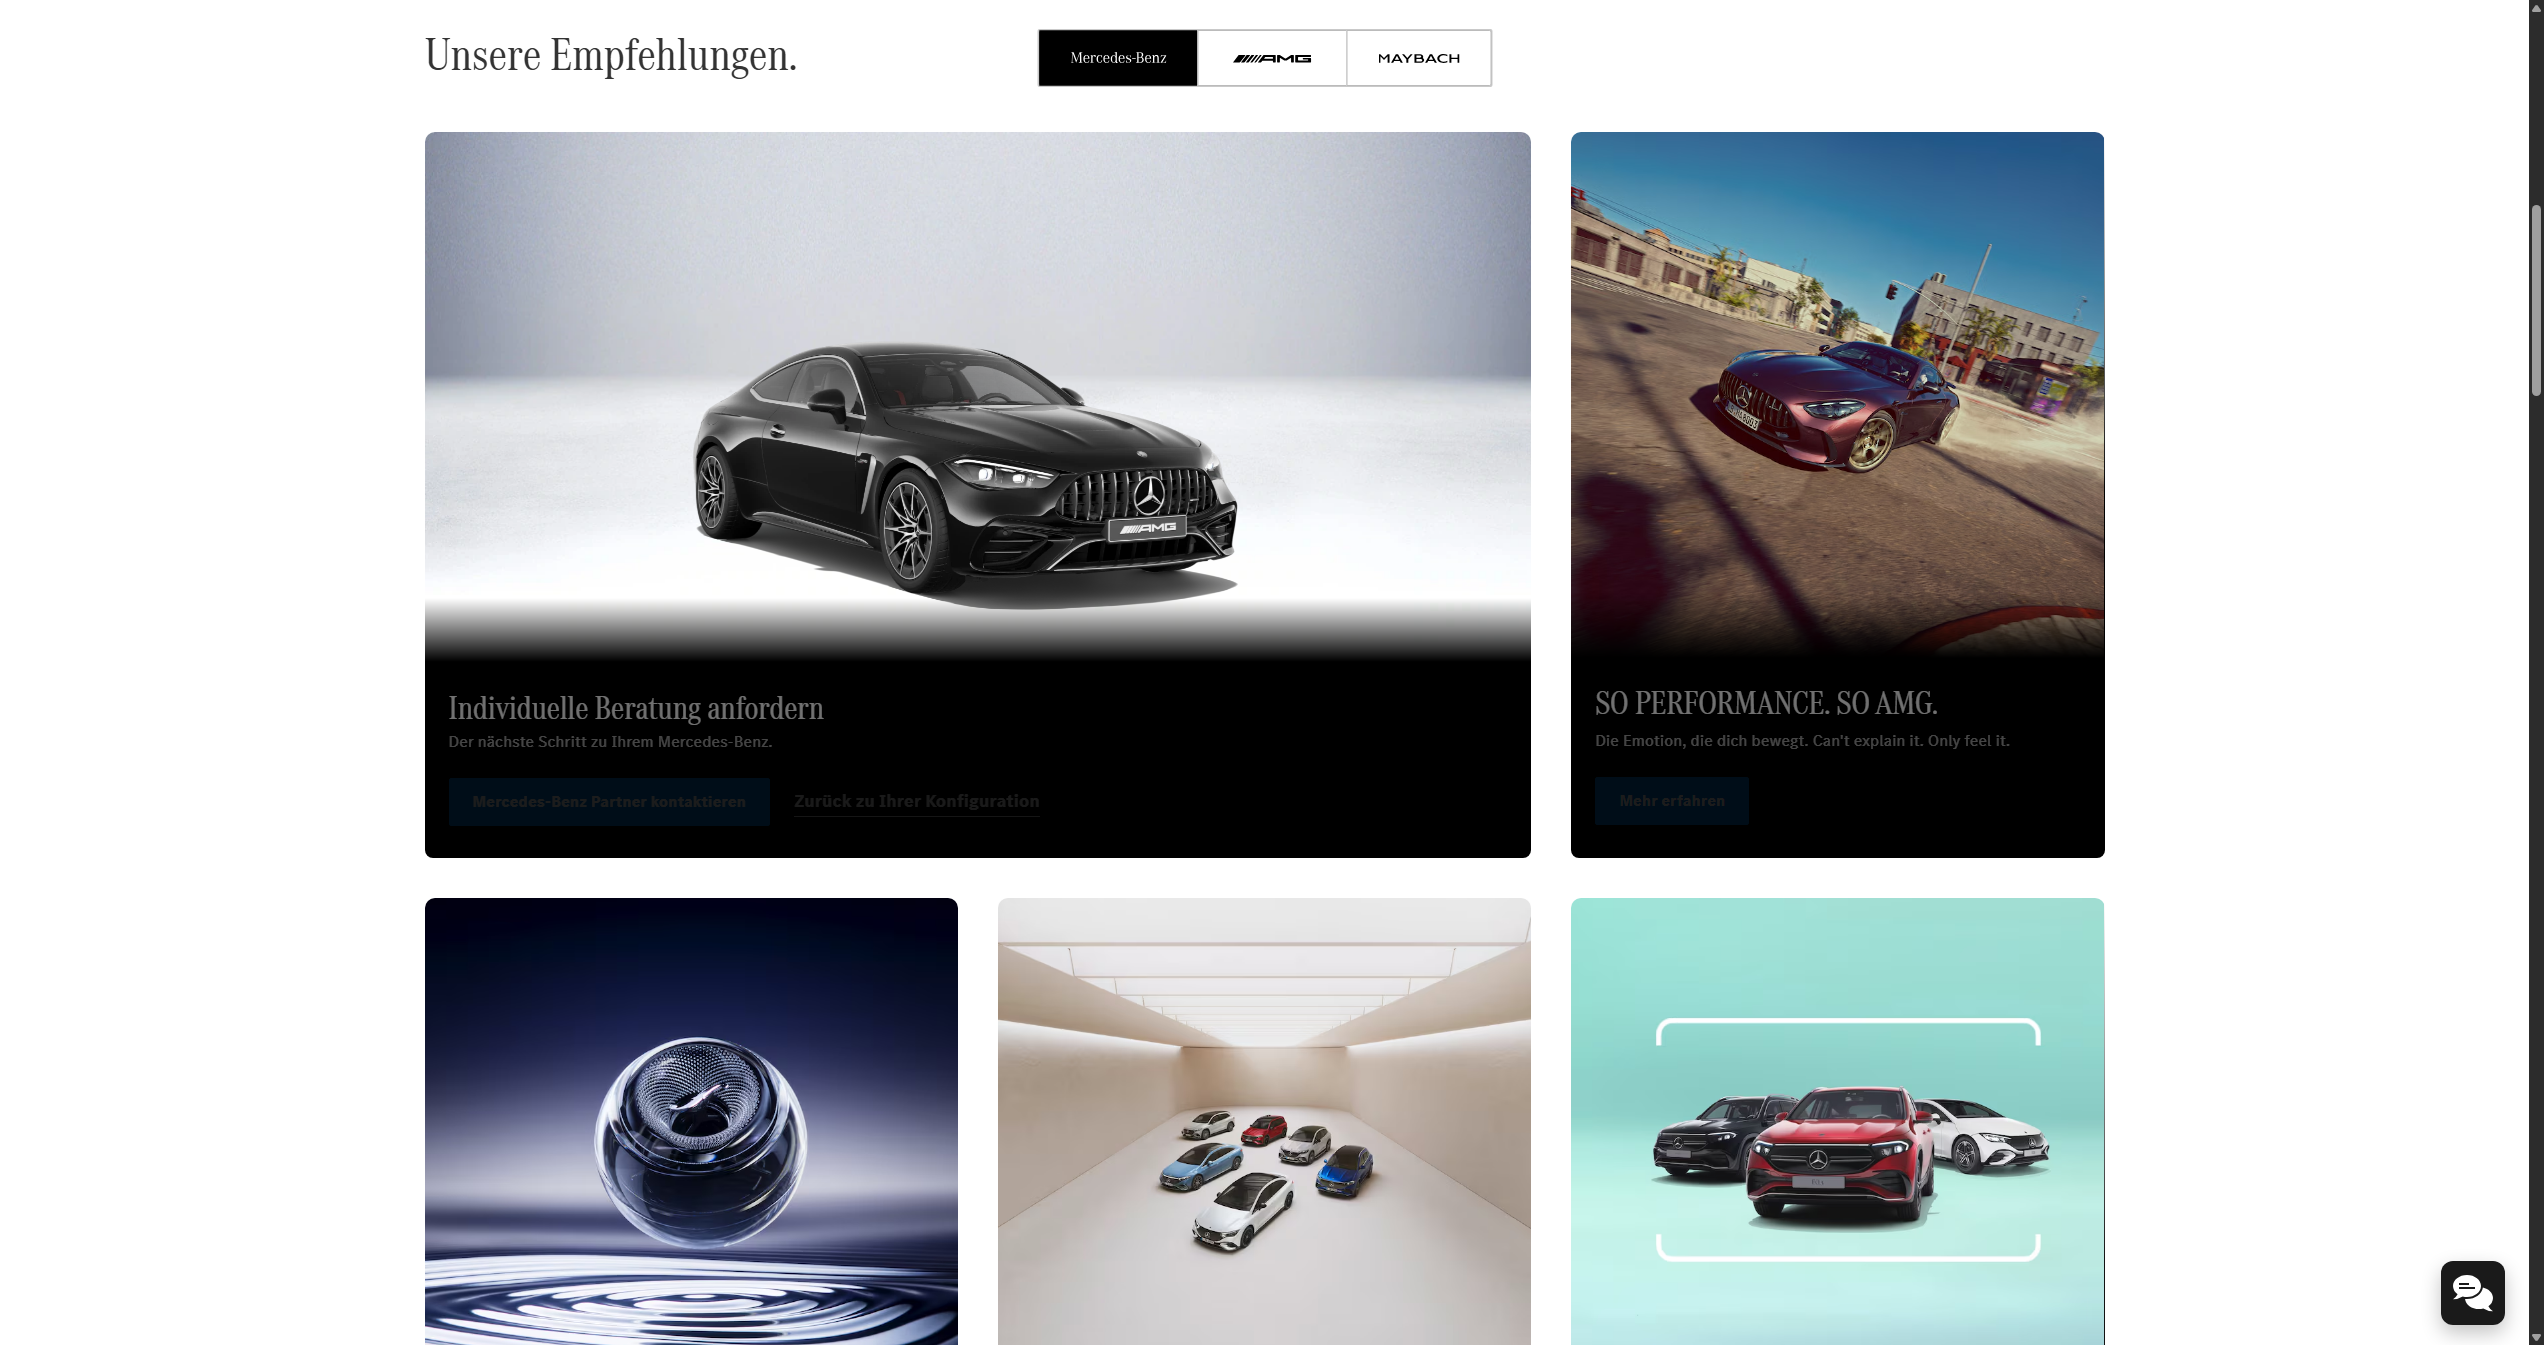 Unsere Empfehlungen.
Mercedes-Benz
AMG
MAYBACH
AMG
Individuelle Beratung anfordern
Der nächste Schritt zu Ihrem Mercedes-Benz.
Mercedes-Benz Partner kontaktieren
Zurück zu Ihrer Konfiguration
SO PERFORMANCE. SO AMG.
Die Emotion, die dich bewegt. Can't explain it. Only feel it.
Mehr erfahren